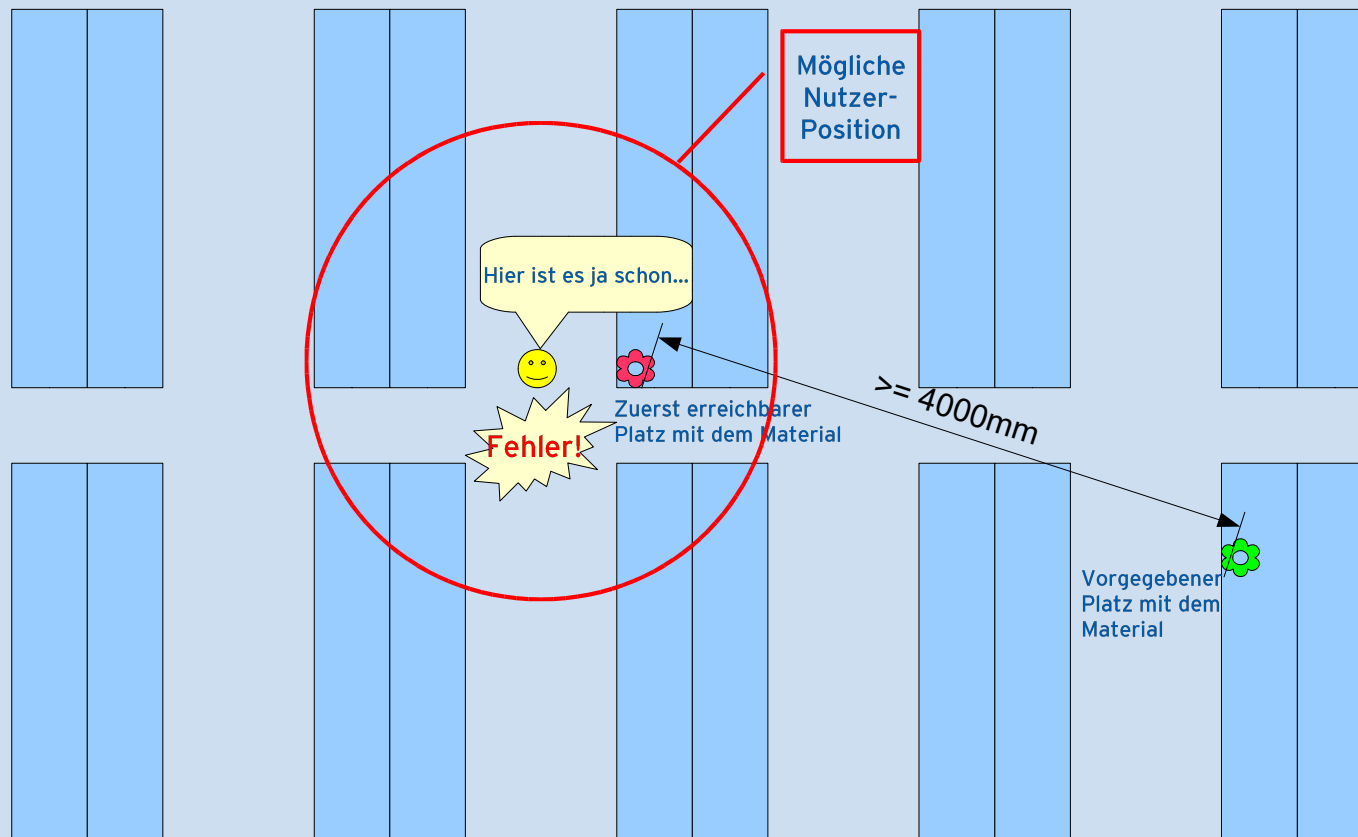 Mögliche
Nutzer-
Position
Hier ist es ja schon...
>= 4000mm
Zuerst erreichbarer
Platz mit dem Material
Fehler!
Vorgegebener
Platz mit dem
Material